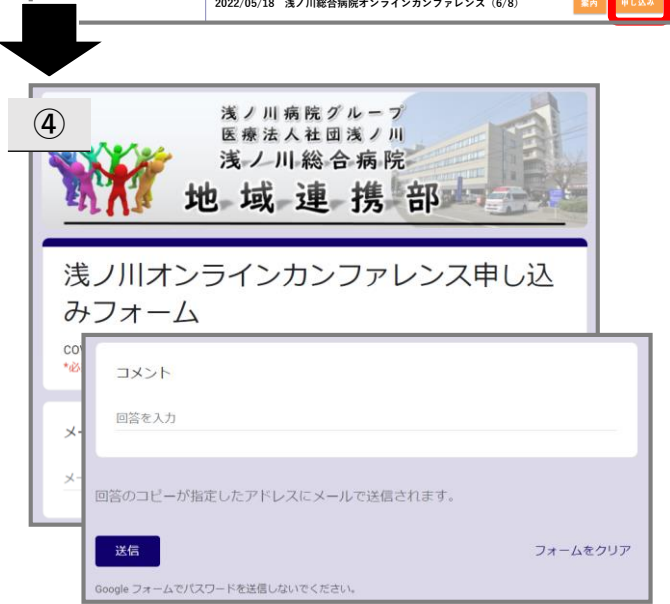 2022/05/18 浅ノ川総合病院オンラインカンファレンス（6/8）
案内
申し込み
④
浅ノ川病院グループ
医療法人社団浅ノ川
浅ノ川総合病院
地域連携部
浅ノ川オンラインカンファレンス申し込
みフォーム
*必
コメント
回答を入力
メー
メー
回答のコピーが指定したアドレスにメールで送信されます。
送信
フォームをクリア
Google フォームでパスワードを送信しないでください。